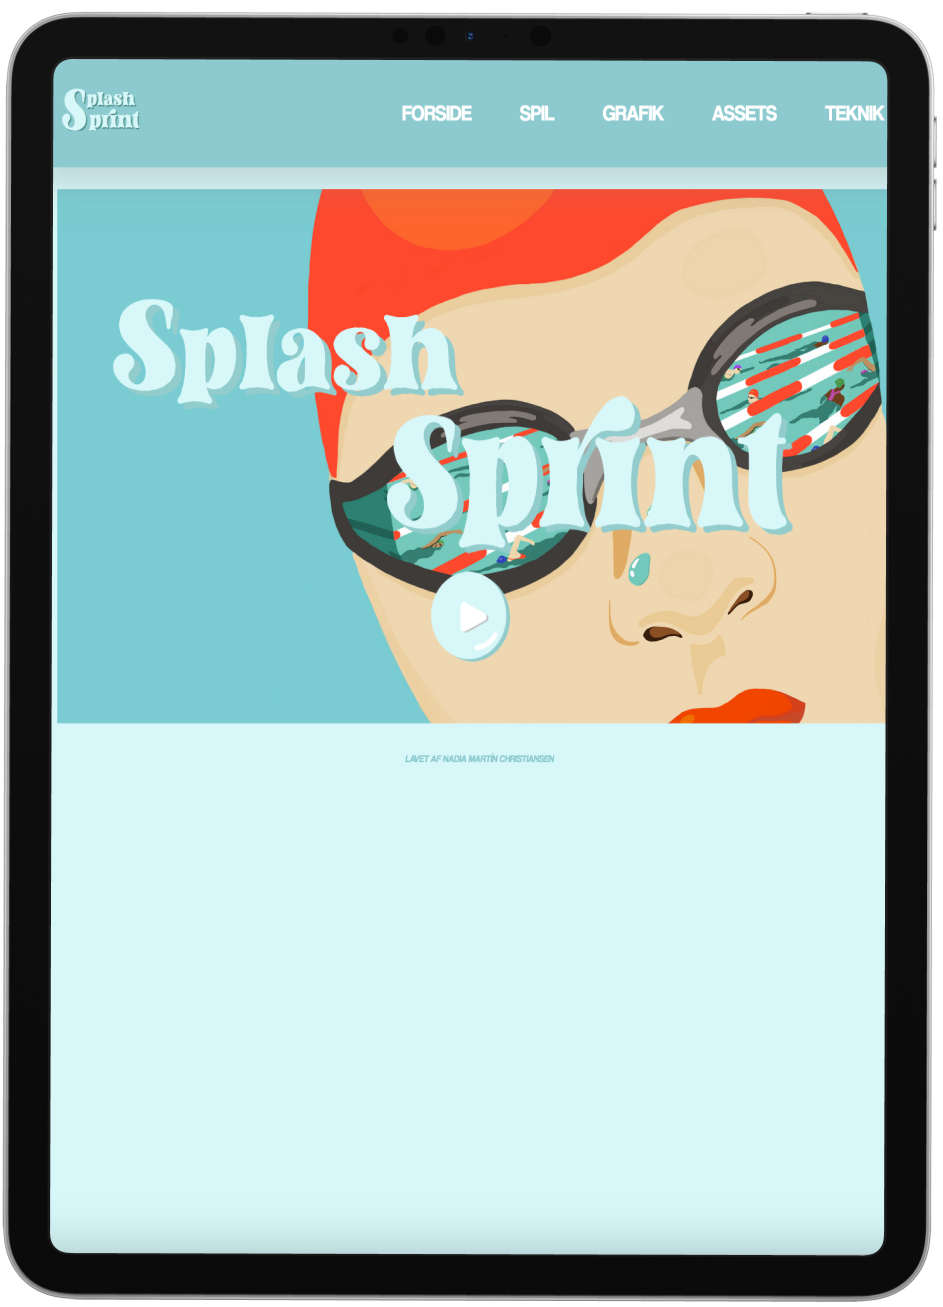 Splash
Sprint
FORSIDE SPIL GRAFIK ASSETS TEKNIK
Splash
Sprint
LAVET AF NADIA MARTÍN CHRISTIANSEN